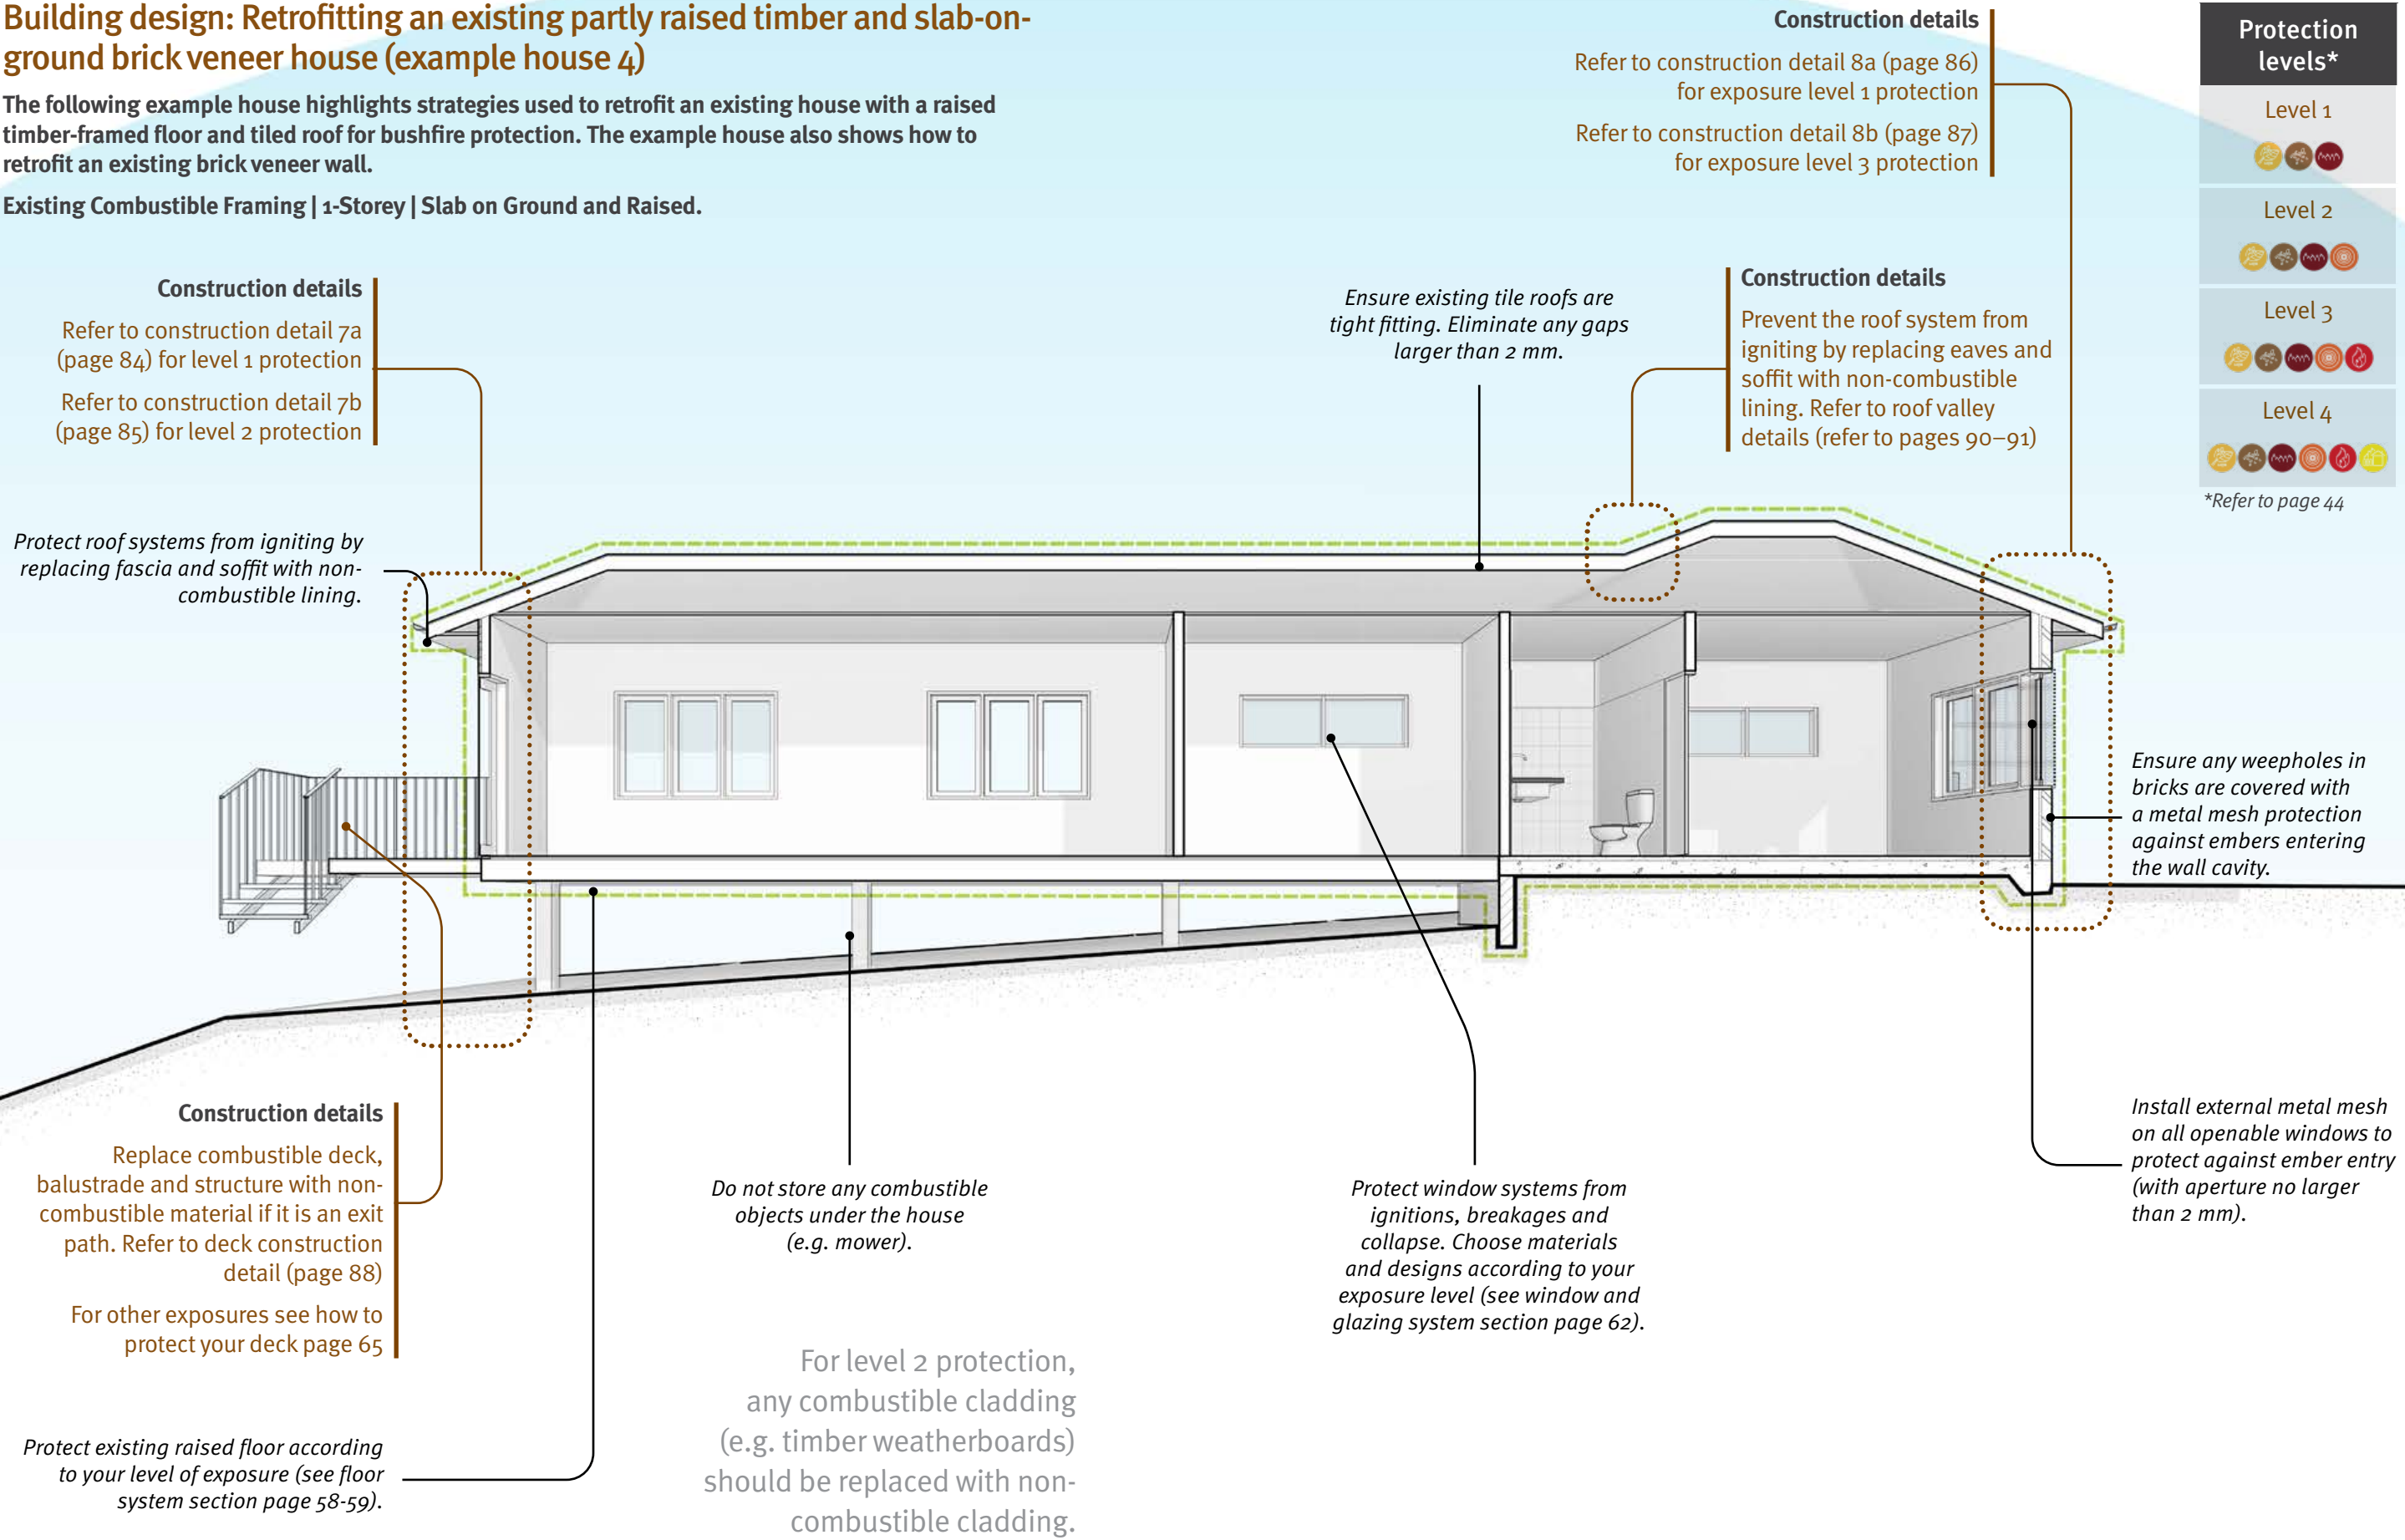 Building design: Retrofitting an existing partly raised timber and slab-on-
ground brick veneer house (example house 4)
The following example house highlights strategies used to retrofit an existing house with a raised
timber-framed floor and tiled roof for bushfire protection. The example house also shows how to
retrofit an existing brick veneer wall.
Existing Combustible Framing | 1-Storey | Slab on Ground and Raised.
Construction details
Refer to construction detail 8a (page 86)
for exposure level 1 protection
Refer to construction detail 8b (page 87)
for exposure level 3 protection
Protection
levels*
Level 1
Level 2
Level 3
Level 4
*Refer to page 44
Construction details
Refer to construction detail 7a
(page 84) for level 1 protection
Refer to construction detail 7b
(page 85) for level 2 protection
Ensure existing tile roofs are
tight fitting. Eliminate any gaps
larger than 2 mm.
Construction details
Prevent the roof system from
igniting by replacing eaves and
soffit with non-combustible
lining. Refer to roof valley
details (refer to pages 90–91)
Protect roof systems from igniting by
replacing fascia and soffit with non-
combustible lining.
Ensure any weepholes in
bricks are covered with
a metal mesh protection
against embers entering
the wall cavity.
Construction details
Replace combustible deck,
balustrade and structure with non-
combustible material if it is an exit
path. Refer to deck construction
detail (page 88)
For other exposures see how to
protect your deck page 65
Do not store any combustible
objects under the house
(e.g. mower).
Protect window systems from
ignitions, breakages and
collapse. Choose materials
and designs according to your
exposure level (see window and
glazing system section page 62).
Install external metal mesh
on all openable windows to
protect against ember entry
(with aperture no larger
than 2 mm).
Protect existing raised floor according
to your level of exposure (see floor
system section page 58-59).
For level 2 protection,
any combustible cladding
(e.g. timber weatherboards)
should be replaced with non-
combustible cladding.